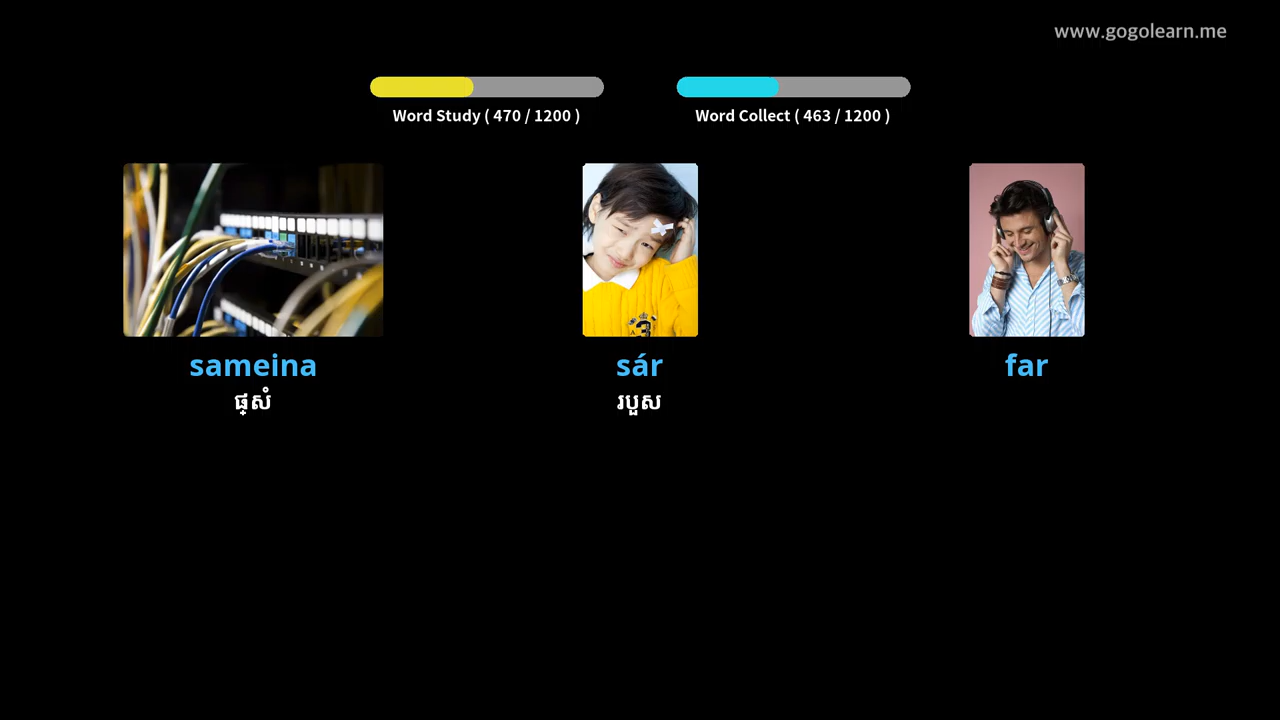 www.gogolearn.me
Word Study ( 470 / 1200 )
Word Collect ( 463 / 1200 )
3
sameina
sár
far
ផ្សំ
របួស